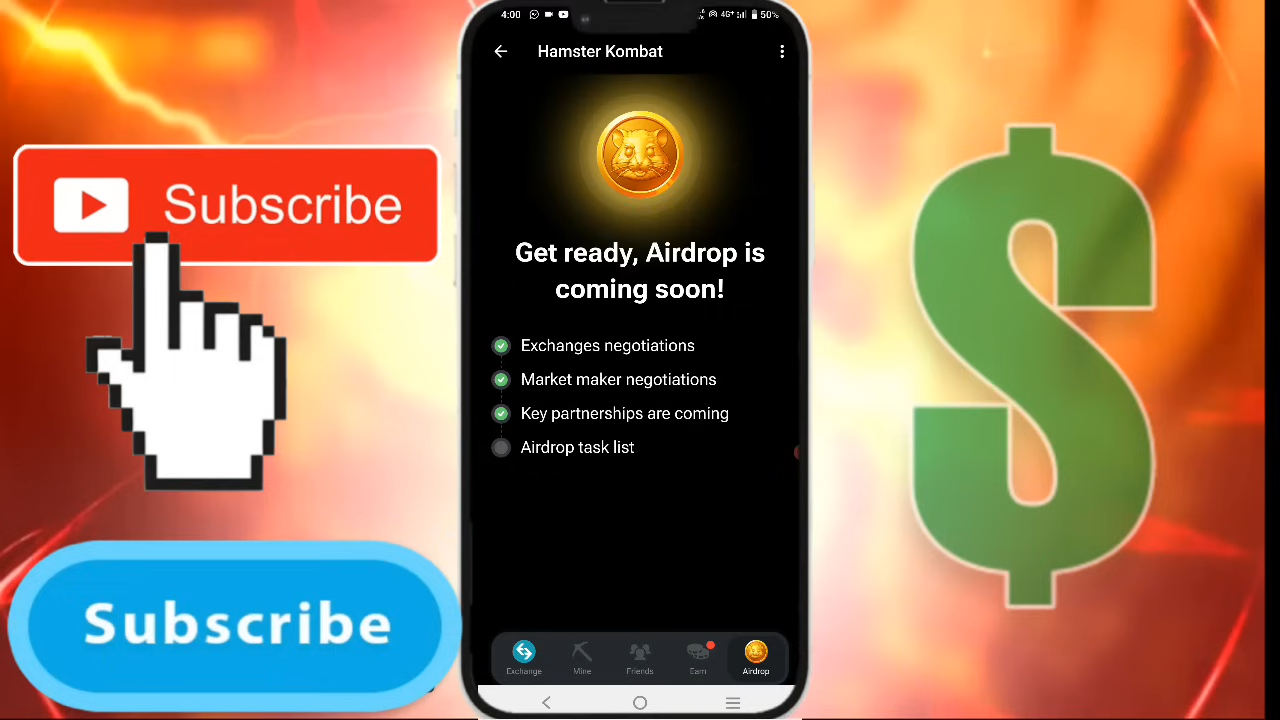 4:00
4G+
50%
Hamster Kombat
Subscribe
Get ready, Airdrop is
coming soon!
Exchanges negotiations
Market maker negotiations
Key partnerships are coming
Airdrop task list
Subscribe
Exchange
Mine
Friends
Earn
Airdrop
$